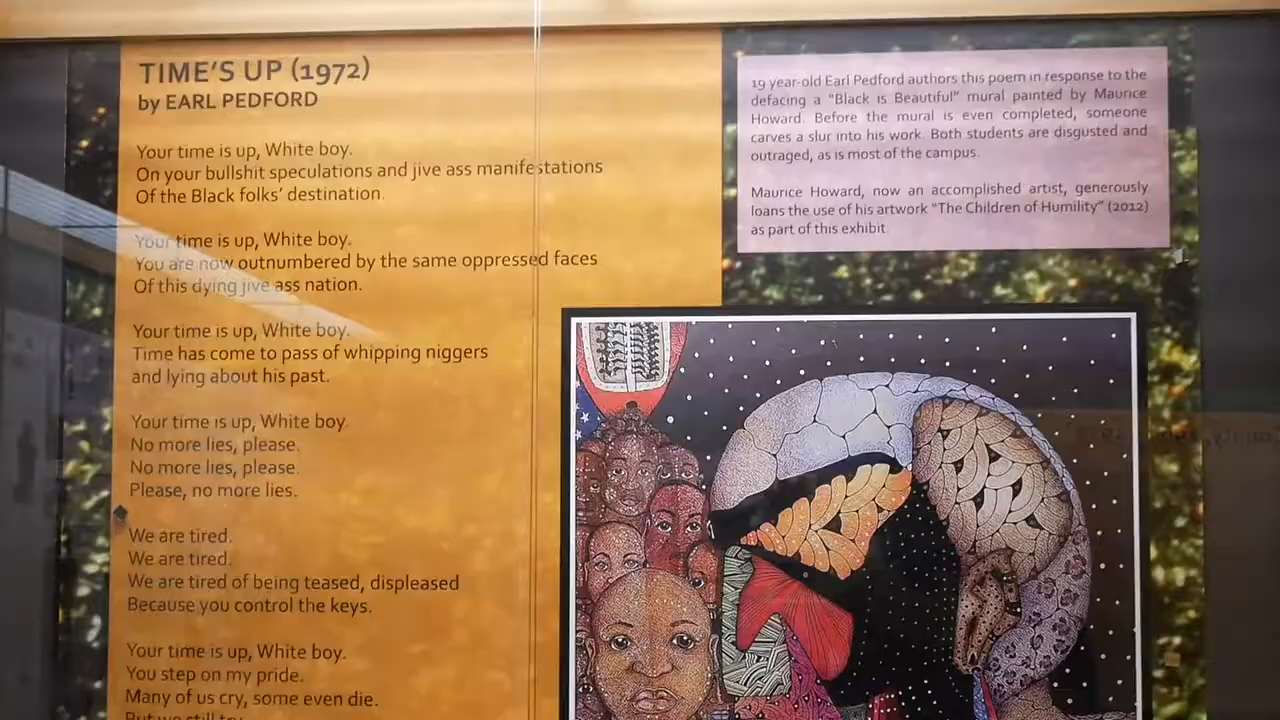 TIME'S UP (1972)
by EARL PEDFORD
Your time is up, White boy.
On your bullshit speculations and jive ass manifestations
Of the Black folks' destination.
Your time is up, White boy.
You are now outnumbered by the same oppressed faces
Of this dying jive ass nation.
Your time is up, White boy.
Time has come to pass of whipping niggers
and lying about his past.
Your time is up, White boy
No more lies, please.
No more lies, please.
Please, no more lies.
We are tired.
We are tired.
We are tired of being teased, displeased
Because you control the keys.
Your time is up, White boy.
You step on my pride.
Many of us cry, some even die.
But we still try
19 year-old Earl Pedford authors this poem in response to the
defacing a "Black is Beautiful" mural painted by Maurice
Howard. Before the mural is even completed, someone
carves a slur into his work. Both students are disgusted and
outraged, as is most of the campus.
Maurice Howard, now an accomplished artist, generously
loans the use of his artwork "The Children of Humility" (2012)
as part of this exhibit.